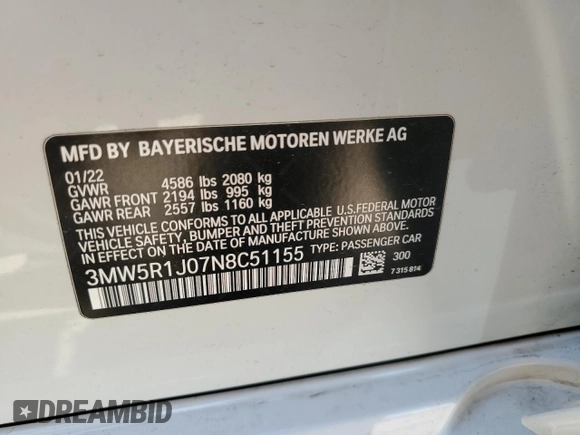 MFD BY BAYERISCHE MOTOREN WERKE AG
01/22
GVWR 4586 lbs 2080 kg
GAWR FRONT 2194 lbs 995 kg
GAWR REAR 2557 lbs 1160 kg
THIS VEHICLE CONFORMS TO ALL APPLICABLE U.S.FEDERAL MOTOR
VEHICLE SAFETY, BUMPER AND THEFT PREVENTION STANDARDS
IN EFFECT ON THE DATE OF MANUFACTURE SHOWN ABOVE.
3MW5R1J07N8C51155 TYPE: PASSENGER CAR
300
7 315 814
DREAMBID